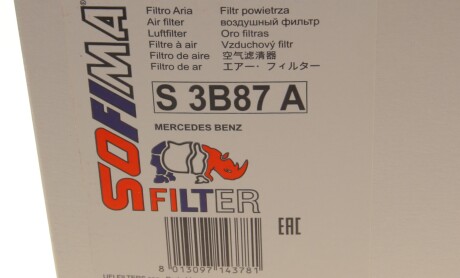 SOFIMA
Filtro Aria
Air filter
Luftfilter
Filtre à air
Filtro de aire
Filtro de ar
Filtr powietrza
воздушный фильтр
Oro filtras
Vzduchový filtr
空气滤清器
エアー・フィルター
S 3B87 A
MERCEDES BENZ
FILTER
EAC
8 013097 143781